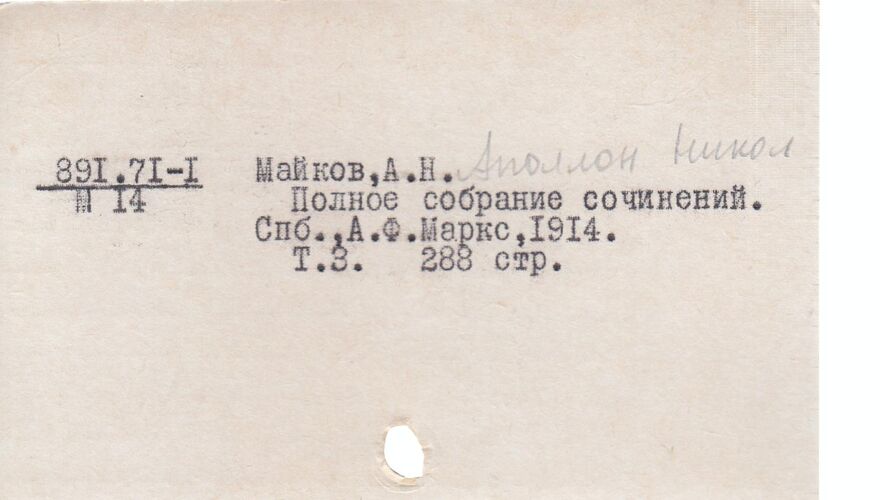 891.71-1 Майков,А.Н. Аполлон Никол
М 14 Полное собрание сочинений.
Спб.,А.Ф.Маркс,1914.
Т.3. 288 стр.